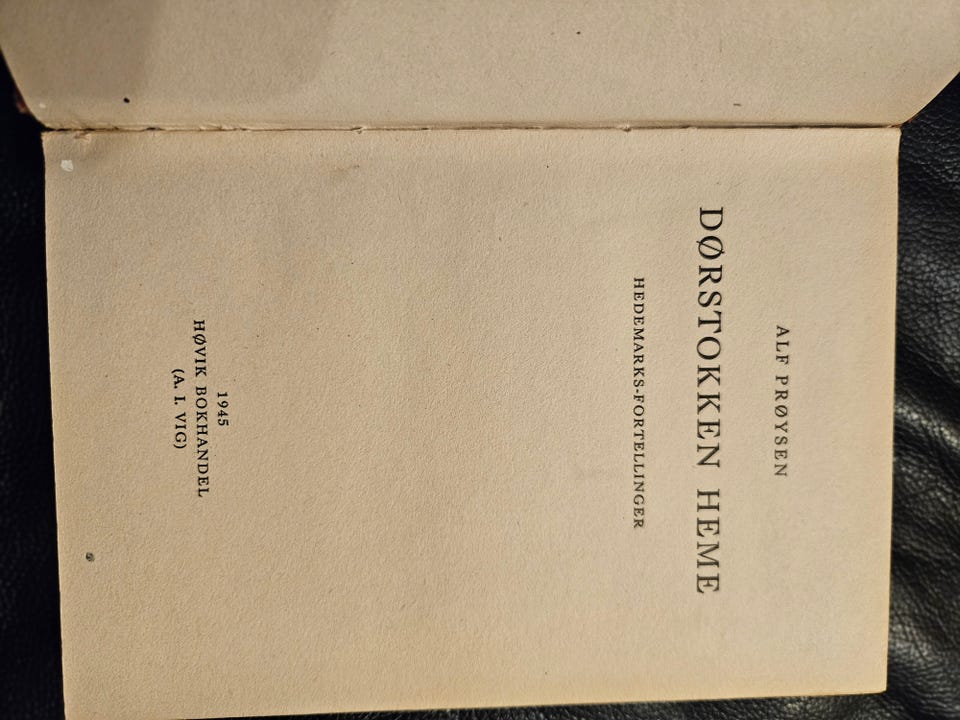 ALF PRØYSEN
DØRSTOKKEN HEME
HEDEMARKS-FORTELLINGER
1945
HØVIK BOKHANDEL
(A. I. VIG)